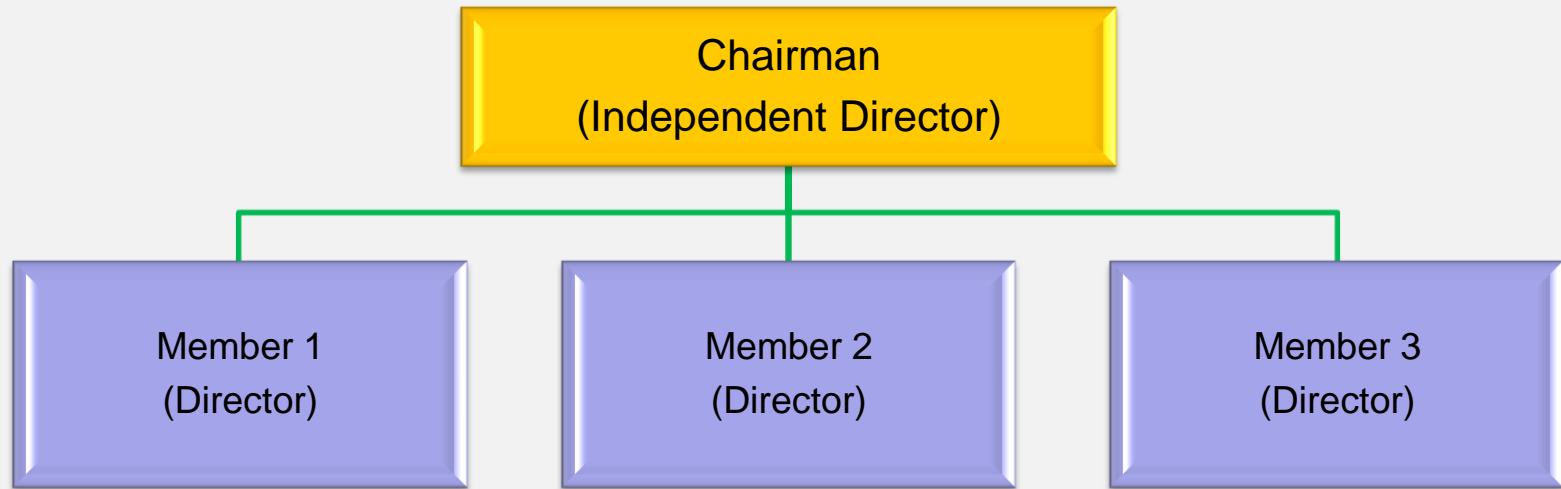 Chairman
(Independent Director)
Member 1
(Director)
Member 2
(Director)
Member 3
(Director)